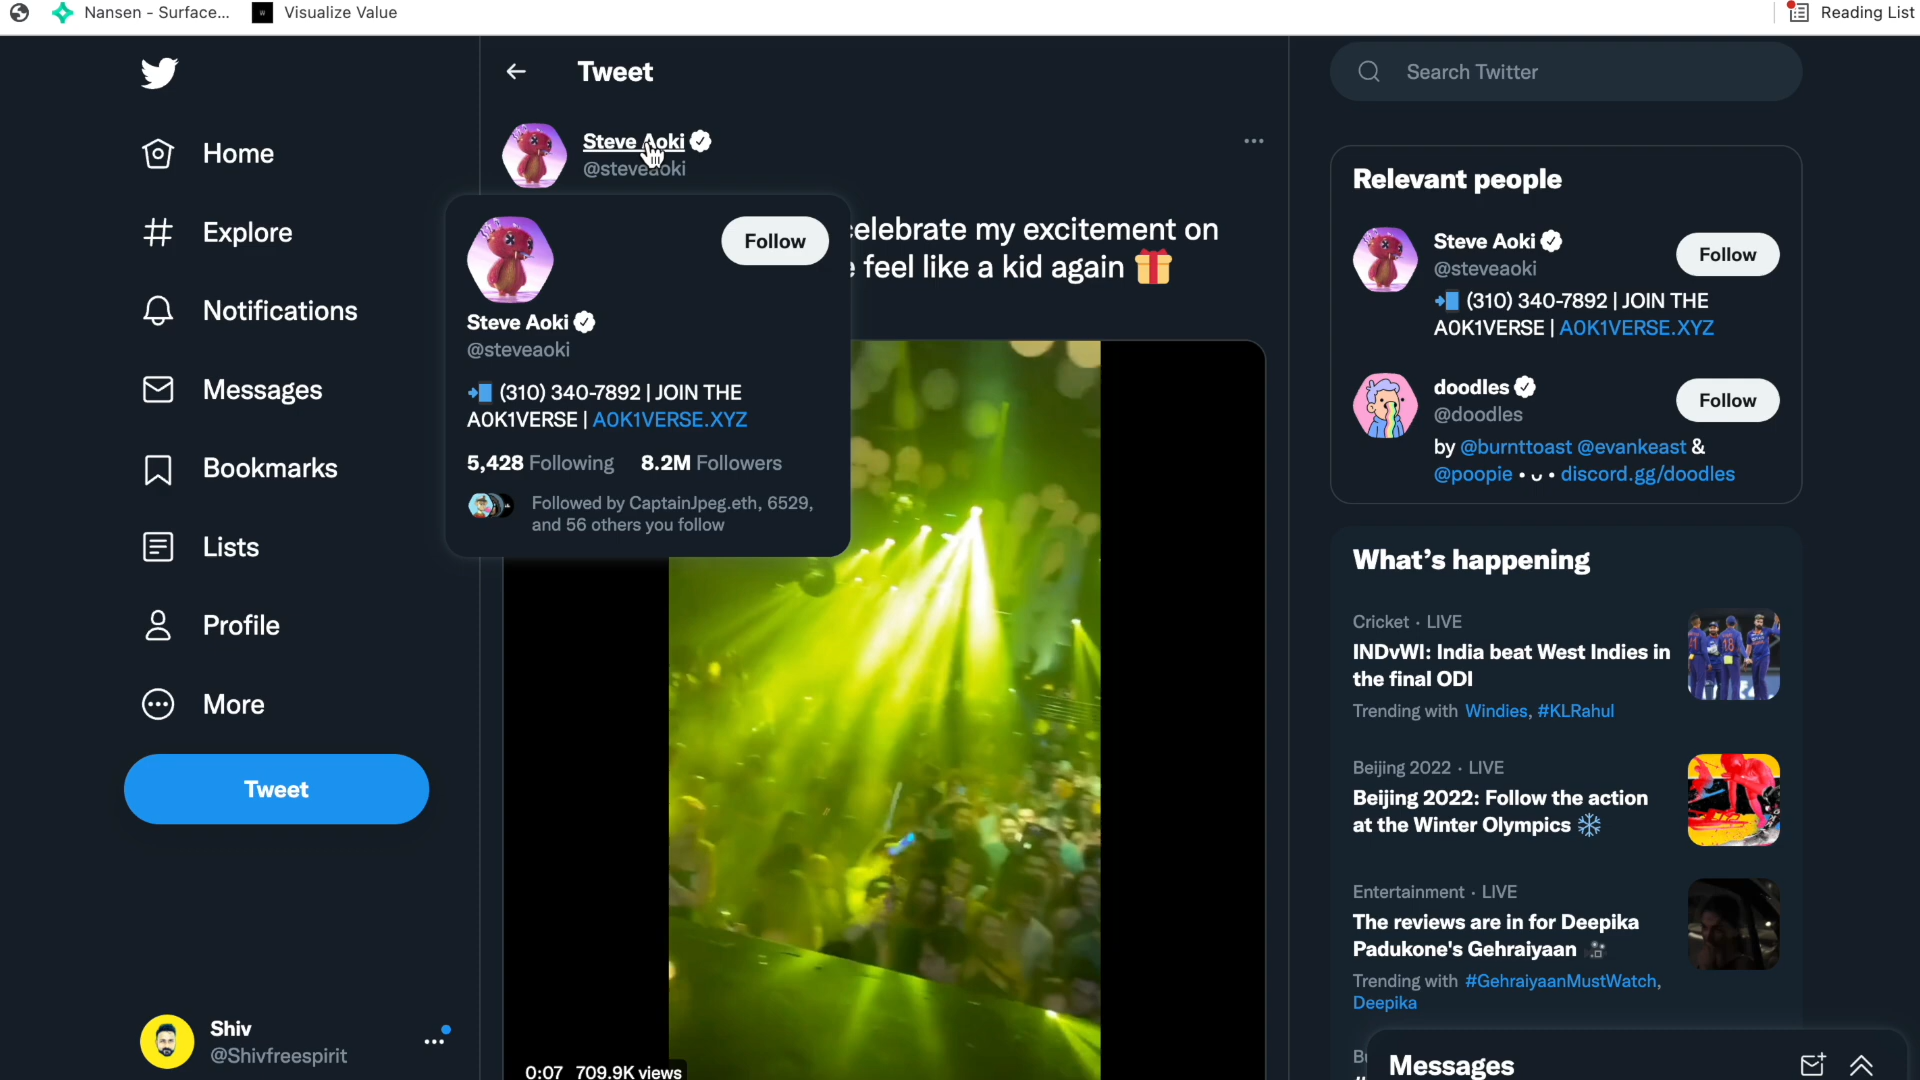 Nansen - Surface... Visualize Value
Reading List
Home
Explore
Notifications
Messages
Bookmarks
Lists
Profile
More
Tweet
Shiv
@Shivfreespirit
Tweet
Steve Aoki
@steveaoki
celebrate my excitement on
feel like a kid again
Steve Aoki
@steveaoki
Follow
(310) 340-7892 | JOIN THE
A0K1VERSE | A0K1VERSE.XYZ
5,428 Following 8.2M Followers
Followed by CaptainJpeg.eth, 6529,
and 56 others you follow
0:07 709.9K views
Search Twitter
Relevant people
Steve Aoki
@steveaoki
Follow
(310) 340-7892 | JOIN THE
A0K1VERSE | A0K1VERSE.XYZ
doodles
@doodles
Follow
by @burnttoast @evankeast &
@poopie • ᴗ • discord.gg/doodles
What's happening
Cricket · LIVE
INDvWI: India beat West Indies in
the final ODI
Trending with Windies, #KLRahul
Beijing 2022 · LIVE
Beijing 2022: Follow the action
at the Winter Olympics
Entertainment · LIVE
The reviews are in for Deepika
Padukone's Gehraiyaan
Trending with #GehraiyaanMustWatch,
Deepika
Messages